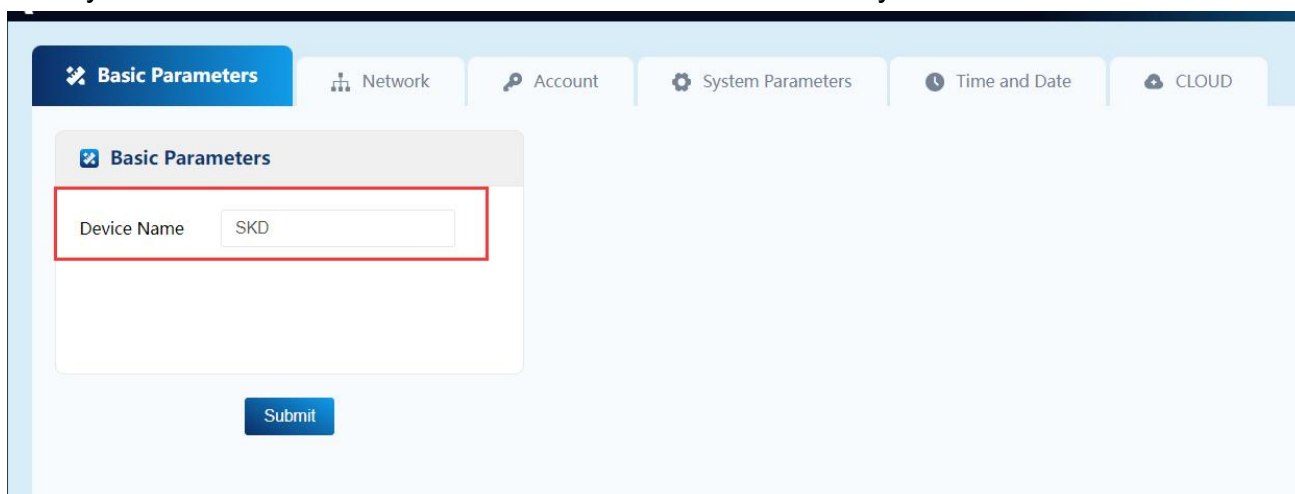 Basic Parameters Network Account System Parameters Time and Date CLOUD
Basic Parameters
Device Name SKD
Submit